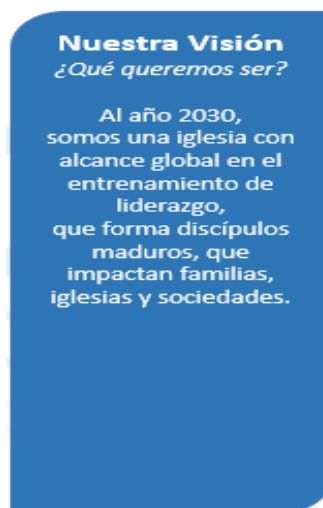 Nuestra Visión
¿Qué queremos ser?
Al año 2030,
somos una iglesia con
alcance global en el
entrenamiento de
liderazgo,
que forma discípulos
maduros, que
impactan familias,
iglesias y sociedades.